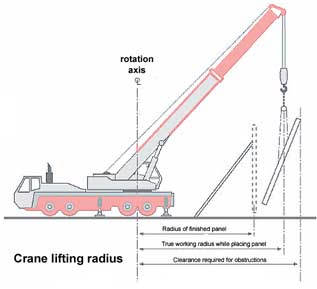 rotation
axis
Radius of finished panel
True working radius while placing panel
Clearance required for obstructions
Crane lifting radius